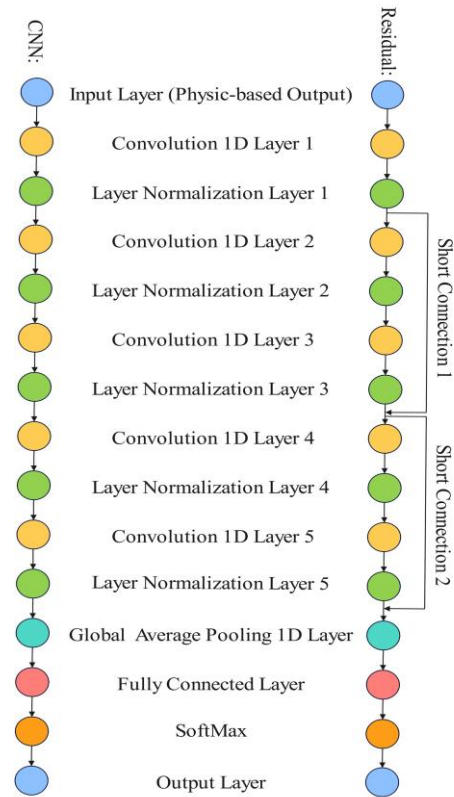 CNN:
Residual:
Input Layer (Physic-based Output)
Convolution 1D Layer 1
Layer Normalization Layer 1
Convolution 1D Layer 2
Layer Normalization Layer 2
Convolution 1D Layer 3
Layer Normalization Layer 3
Convolution 1D Layer 4
Layer Normalization Layer 4
Convolution 1D Layer 5
Layer Normalization Layer 5
Global Average Pooling 1D Layer
Fully Connected Layer
SoftMax
Output Layer
Short Connection 1
Short Connection 2